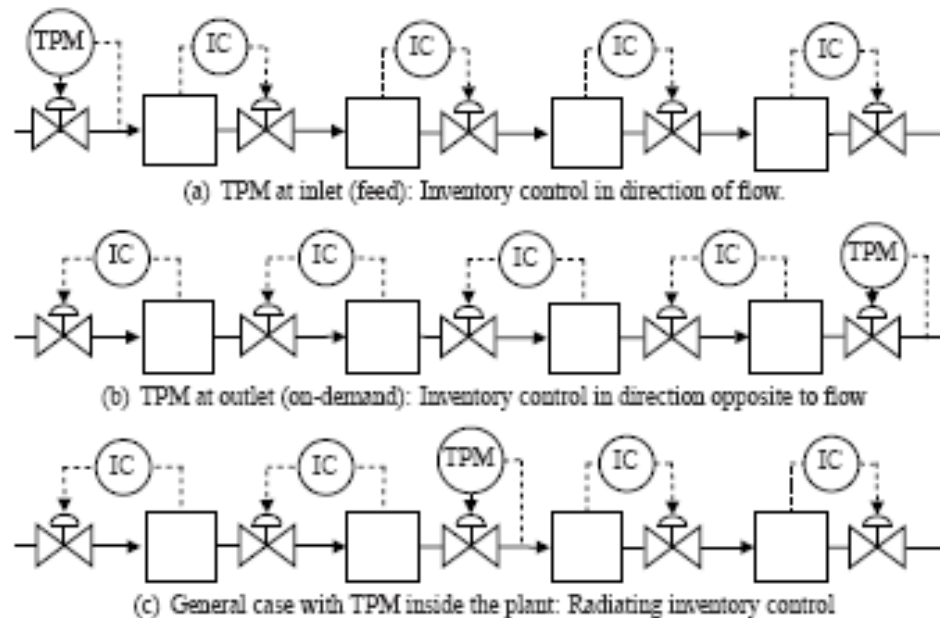 TPM IC IC IC IC
(a) TPM at inlet (feed): Inventory control in direction of flow.
IC IC IC IC TPM
(b) TPM at outlet (on-demand): Inventory control in direction opposite to flow
IC IC TPM IC IC
(c) General case with TPM inside the plant: Radiating inventory control